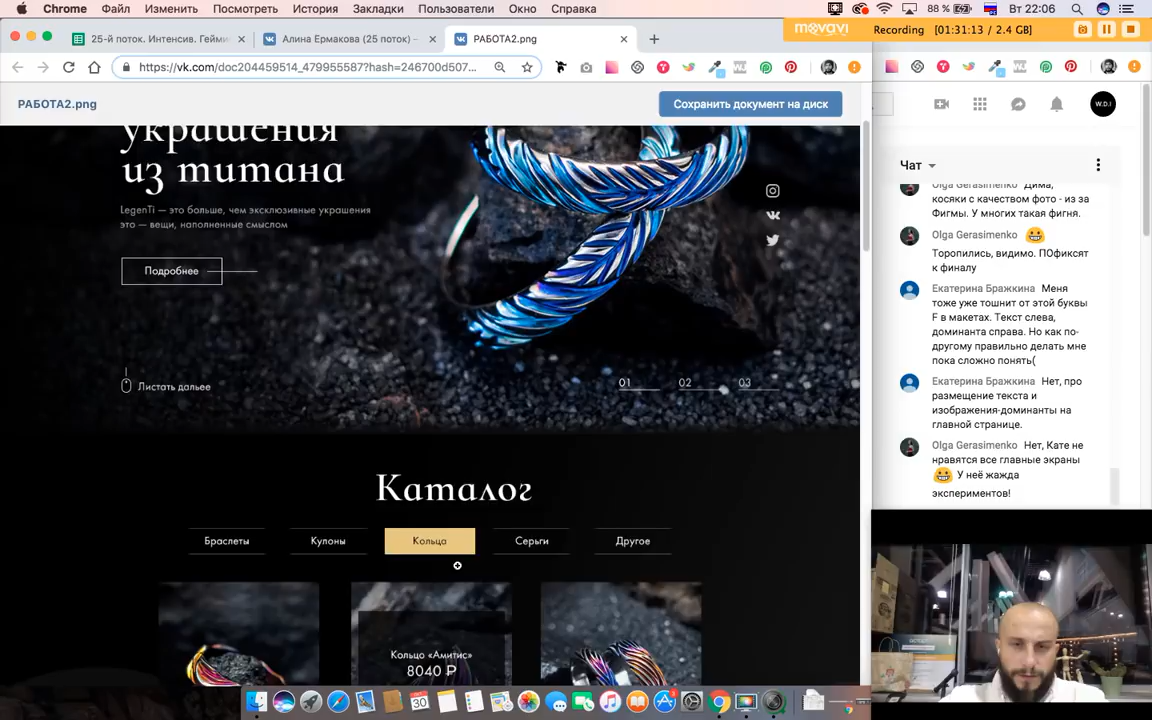 Chrome Файл Посмотреть История Закладки Пользователи Окно Справка
88 % Вт 22:06
movavi Recording [01:31:13 / 2.4 GB]
25-й поток. Интенсив. Гейми
Алина Ермакова (25 поток) –
РАБОТА2.png
https://vk.com/doc204459514_479955587?hash=246700d507...
РАБОТА2.png
Сохранить документ на диск
W.D.I
украшения
из титана
LegenTi — это больше, чем эксклюзивные украшения
это — вещи, наполненные смыслом
Подробнее
Листать дальее
01 02 03
Каталог
Браслеты Кулоны Кольца Серьги Другое
Кольцо «Амитис»
8040 ₽
Чат
Olga Gerasimenko Дима,
косяки с качеством фото - из за
Фигмы. У многих такая фигня.
Olga Gerasimenko
Торопились, видимо. ПОфиксят
к финалу
Екатерина Бражкина Меня
тоже уже тошнит от этой буквы
F в макетах. Текст слева,
доминанта справа. Но как по-
другому правильно делать мне
пока сложно понять(
Екатерина Бражкина Нет, про
размещение текста и
изображения-доминанты на
главной странице.
Olga Gerasimenko Нет, Кате не
нравятся все главные экраны
У неё жажда
экспериментов!
30